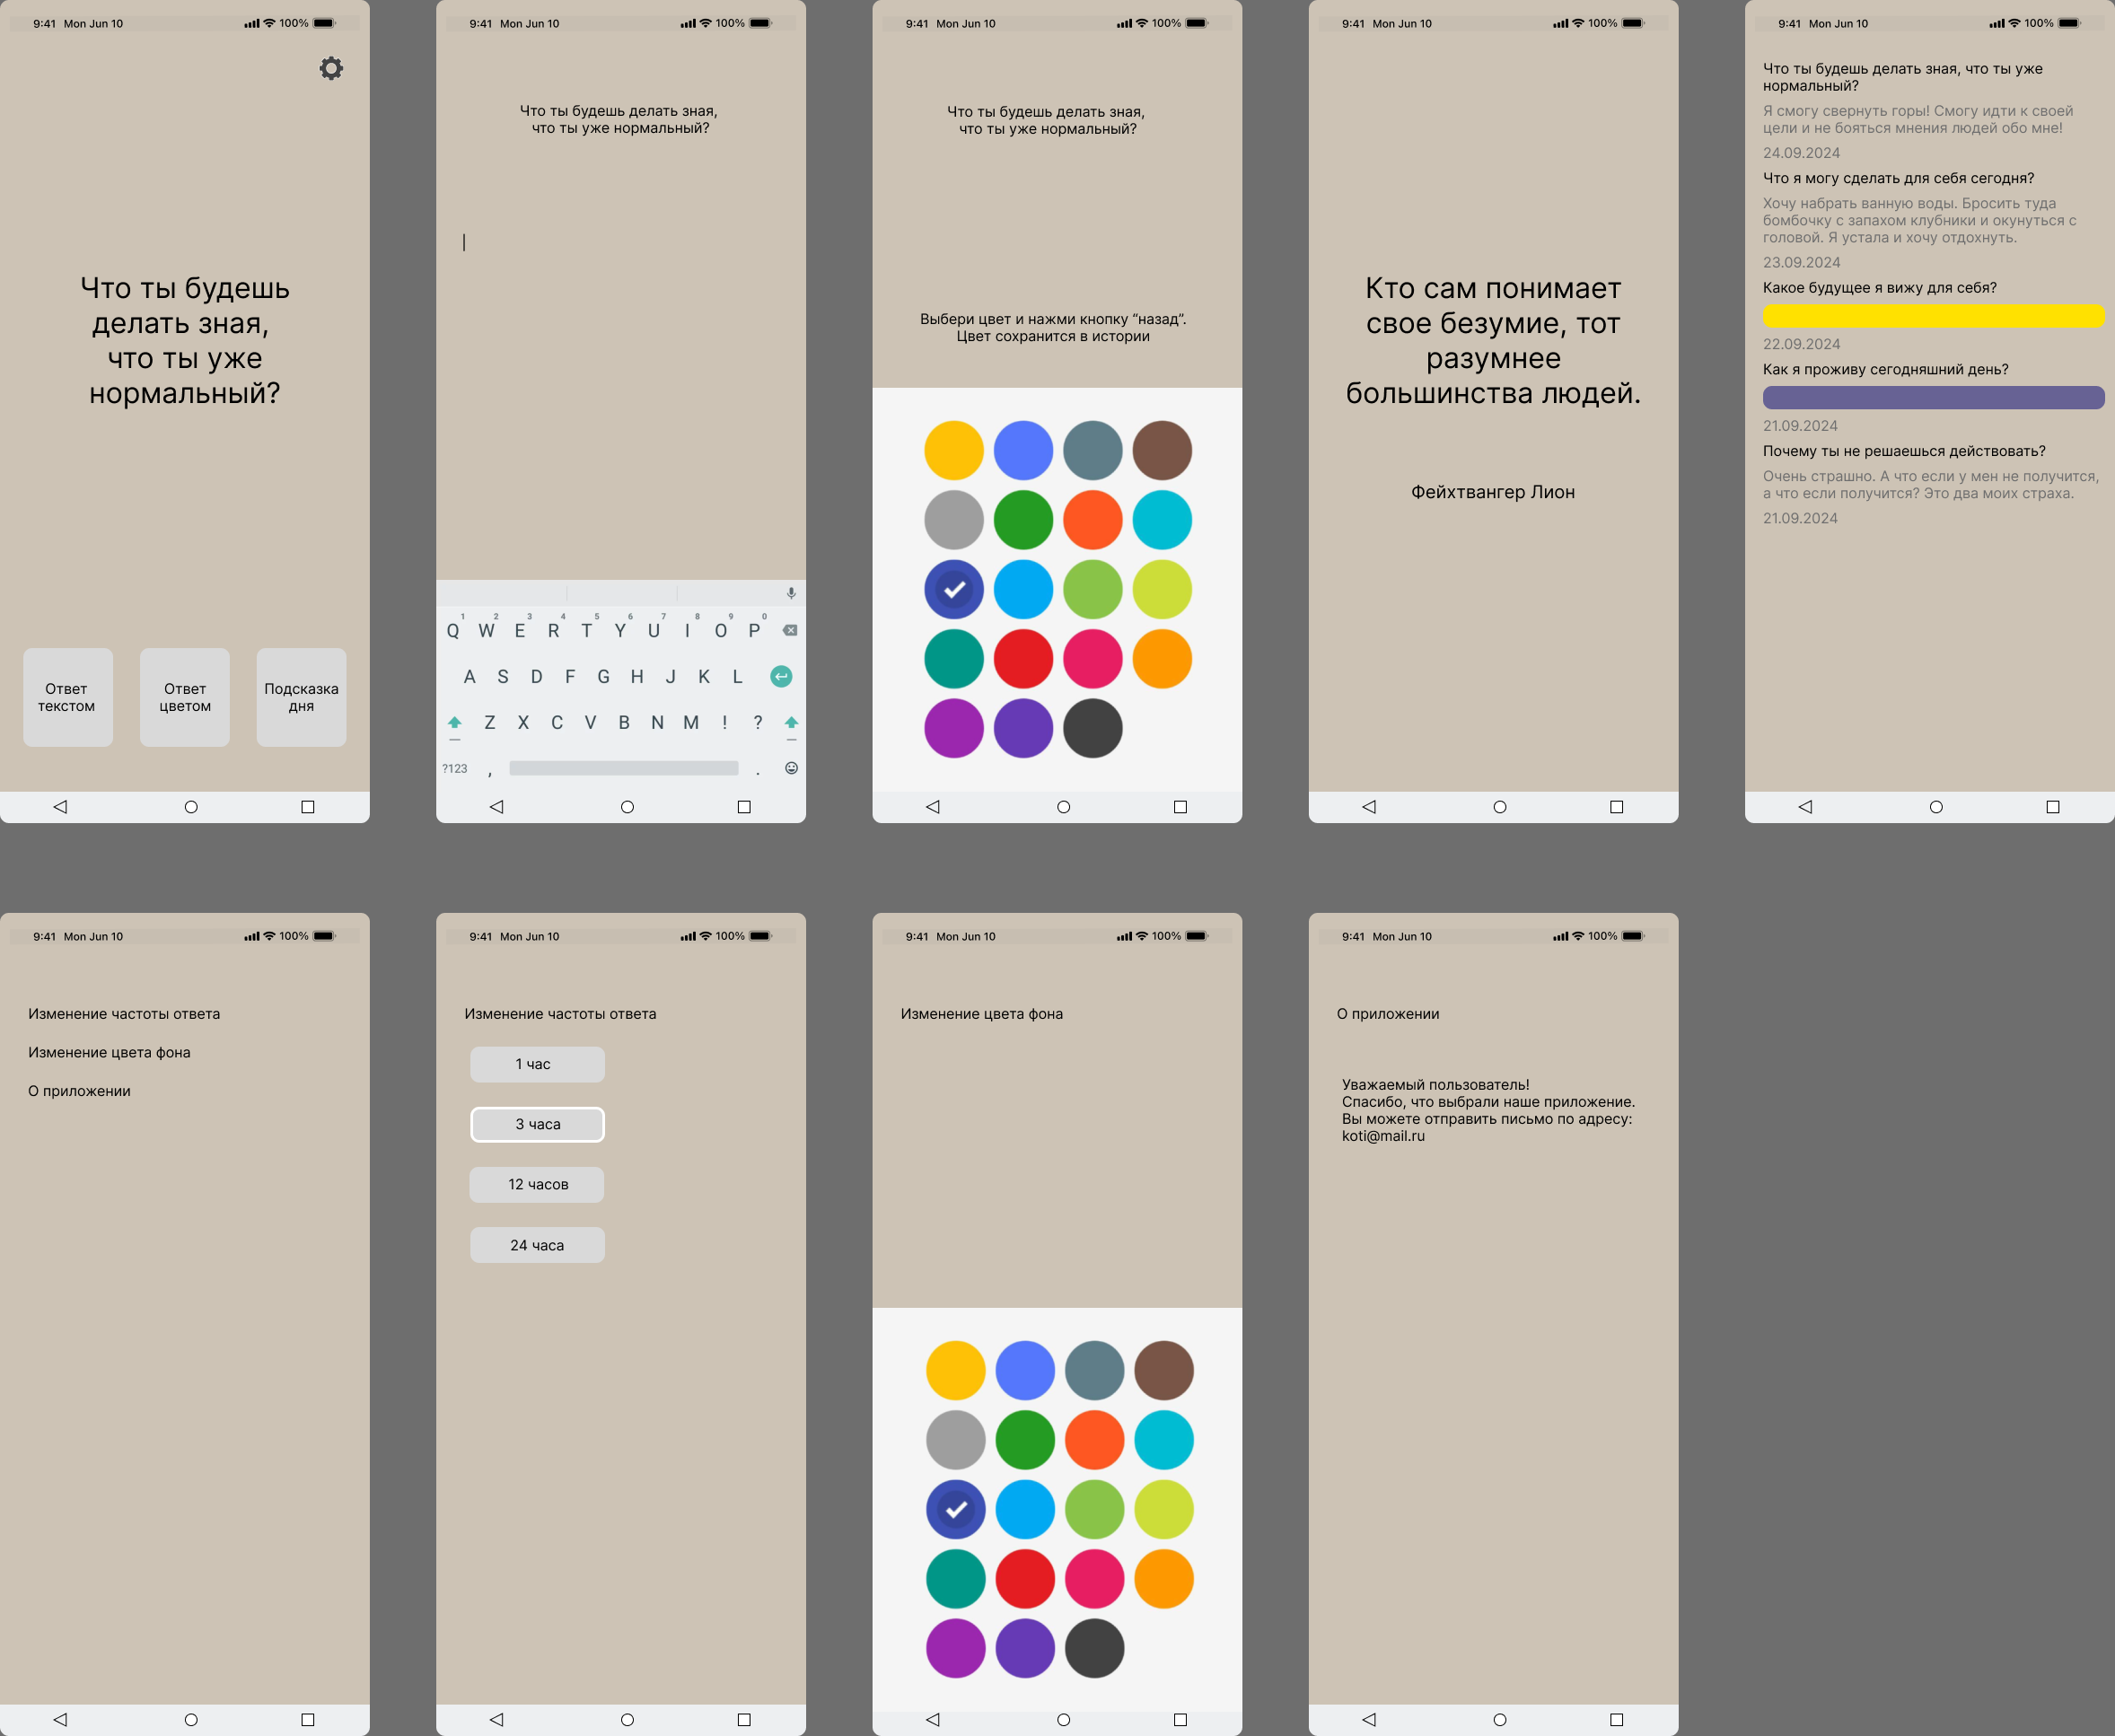 9:41 Mon Jun 10 100%
Что ты будешь
делать зная,
что ты уже
нормальный?
Ответ
текстом
Ответ
цветом
Подсказка
дня
9:41 Mon Jun 10 100%
Что ты будешь делать зная,
что ты уже нормальный?
1 2 3 4 5 6 7 8 9 0
Q W E R T Y U I O P
A S D F G H J K L
Z X C V B N M ! ?
?123 , .
9:41 Mon Jun 10 100%
Что ты будешь делать зная,
что ты уже нормальный?
Выбери цвет и нажми кнопку “назад”.
Цвет сохранится в истории
9:41 Mon Jun 10 100%
Кто сам понимает
свое безумие, тот
разумнее
большинства людей.
Фейхтвангер Лион
9:41 Mon Jun 10 100%
Что ты будешь делать зная, что ты уже
нормальный?
Я смогу свернуть горы! Смогу идти к своей
цели и не бояться мнения людей обо мне!
24.09.2024
Что я могу сделать для себя сегодня?
Хочу набрать ванную воды. Бросить туда
бомбочку с запахом клубники и окунуться с
головой. Я устала и хочу отдохнуть.
23.09.2024
Какое будущее я вижу для себя?
22.09.2024
Как я проживу сегодняшний день?
21.09.2024
Почему ты не решаешься действовать?
Очень страшно. А что если у мен не получится,
а что если получится? Это два моих страха.
21.09.2024
9:41 Mon Jun 10 100%
Изменение частоты ответа
Изменение цвета фона
О приложении
9:41 Mon Jun 10 100%
Изменение частоты ответа
1 час
3 часа
12 часов
24 часа
9:41 Mon Jun 10 100%
Изменение цвета фона
9:41 Mon Jun 10 100%
О приложении
Уважаемый пользователь!
Спасибо, что выбрали наше приложение.
Вы можете отправить письмо по адресу:
koti@mail.ru